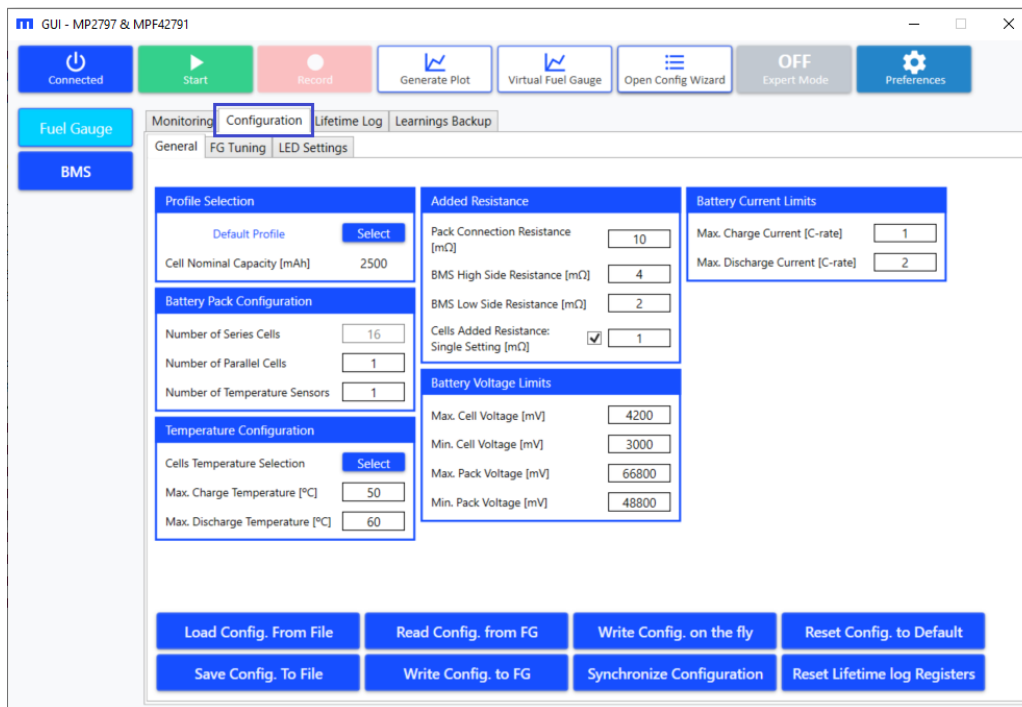 GUI - MP2797 & MPF42791
Connected
Start
Record
Generate Plot
Virtual Fuel Gauge
Open Config Wizard
OFF
Expert Mode
Preferences
Fuel Gauge
BMS
Monitoring
Configuration
Lifetime Log
Learnings Backup
General
FG Tuning
LED Settings
Profile Selection
Default Profile
Select
Cell Nominal Capacity [mAh]
2500
Battery Pack Configuration
Number of Series Cells
16
Number of Parallel Cells
1
Number of Temperature Sensors
1
Temperature Configuration
Cells Temperature Selection
Select
Max. Charge Temperature [ºC]
50
Max. Discharge Temperature [ºC]
60
Added Resistance
Pack Connection Resistance
[mΩ]
10
BMS High Side Resistance [mΩ]
4
BMS Low Side Resistance [mΩ]
2
Cells Added Resistance:
Single Setting [mΩ]
1
Battery Voltage Limits
Max. Cell Voltage [mV]
4200
Min. Cell Voltage [mV]
3000
Max. Pack Voltage [mV]
66800
Min. Pack Voltage [mV]
48800
Battery Current Limits
Max. Charge Current [C-rate]
1
Max. Discharge Current [C-rate]
2
Load Config. From File
Read Config. from FG
Write Config. on the fly
Reset Config. to Default
Save Config. To File
Write Config. to FG
Synchronize Configuration
Reset Lifetime log Registers